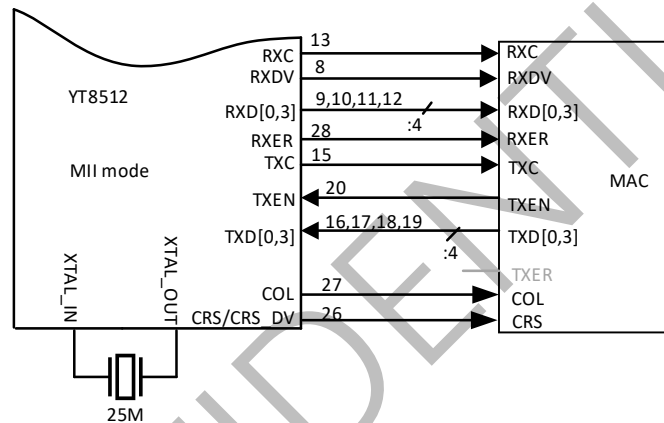 13
RXC RXC
8
RXDV RXDV
YT8512
9,10,11,12
RXD[0,3] RXD[0,3]
:4
28
RXER RXER
15
TXC TXC
MII mode
MAC
20
TXEN TXEN
16,17,18,19
TXD[0,3] TXD[0,3]
:4
XTAL_IN
XTAL_OUT
TXER
27
COL COL
26
CRS/CRS_DV CRS
25M
IDENTI